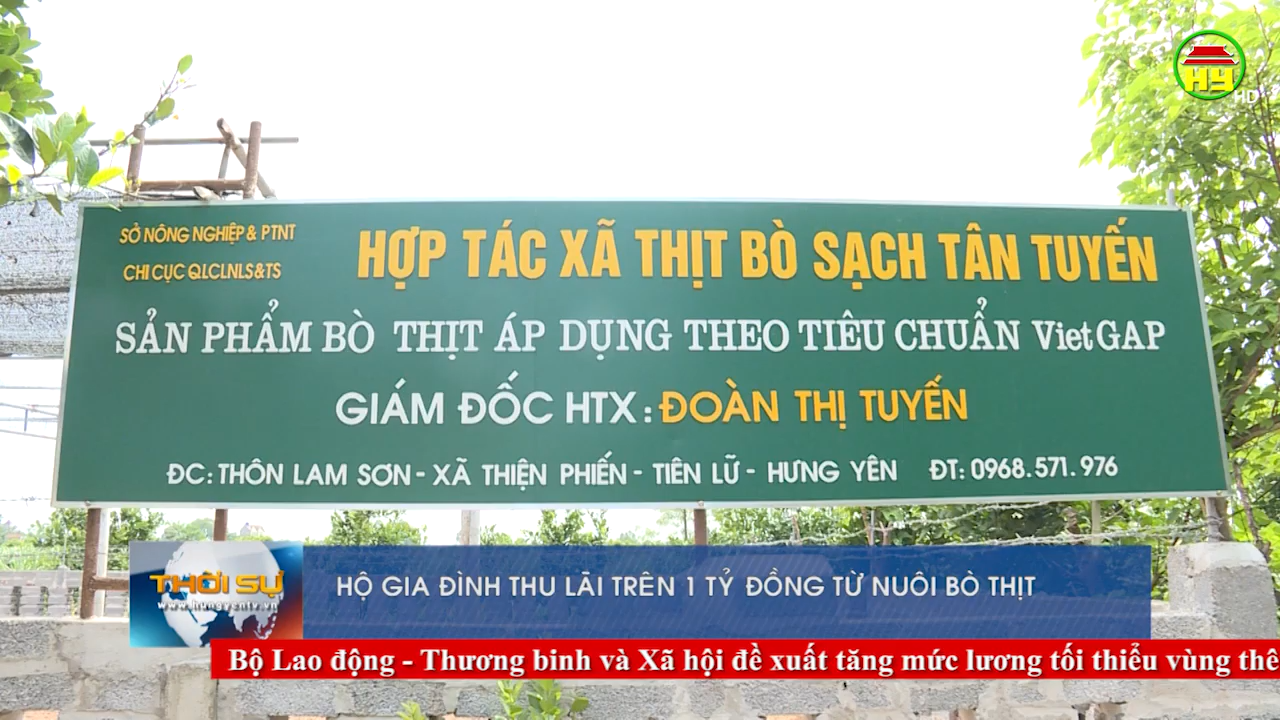 HY
HD
SỞ NÔNG NGHIỆP & PTNT
CHI CỤC QLCLNLS&TS
HỢP TÁC XÃ THỊT BÒ SẠCH TÂN TUYẾN
SẢN PHẨM BÒ THỊT ÁP DỤNG THEO TIÊU CHUẨN VietGAP
GIÁM ĐỐC HTX: ĐOÀN THỊ TUYẾN
ĐC: THÔN LAM SƠN - XÃ THIỆN PHIẾN - TIÊN LỮ - HƯNG YÊN ĐT: 0968.571.976
THỜI SỰ
www.hungyentv.vn
HỘ GIA ĐÌNH THU LÃI TRÊN 1 TỶ ĐỒNG TỪ NUÔI BÒ THỊT
Bộ Lao động - Thương binh và Xã hội đề xuất tăng mức lương tối thiểu vùng thê